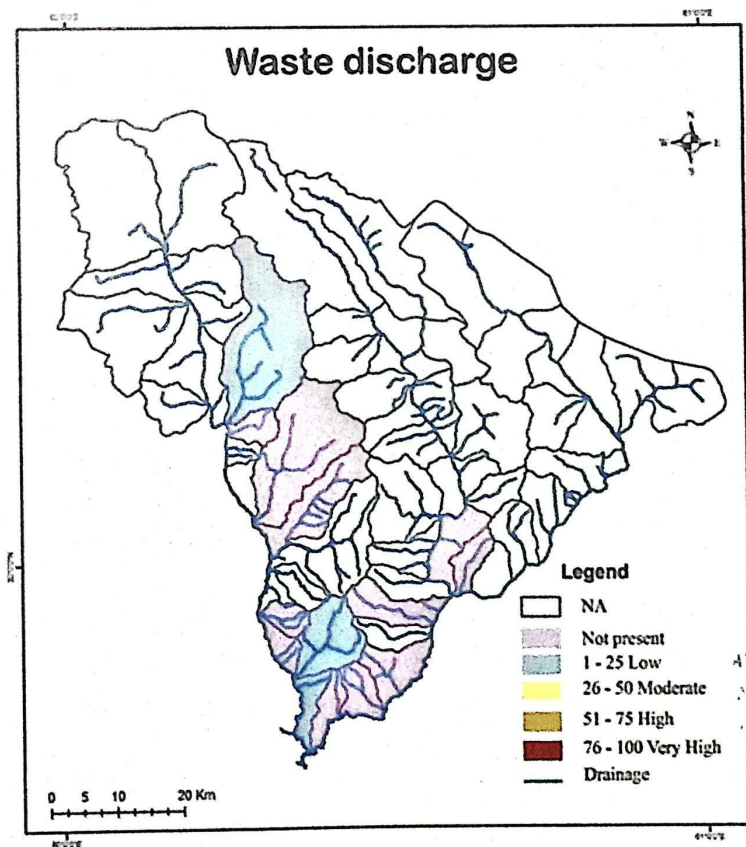 Waste discharge
N
W
E
S
Legend
NA
Not present
1 - 25 Low
26 - 50 Moderate
51 - 75 High
76 - 100 Very High
Drainage
0 5 10 20 Km